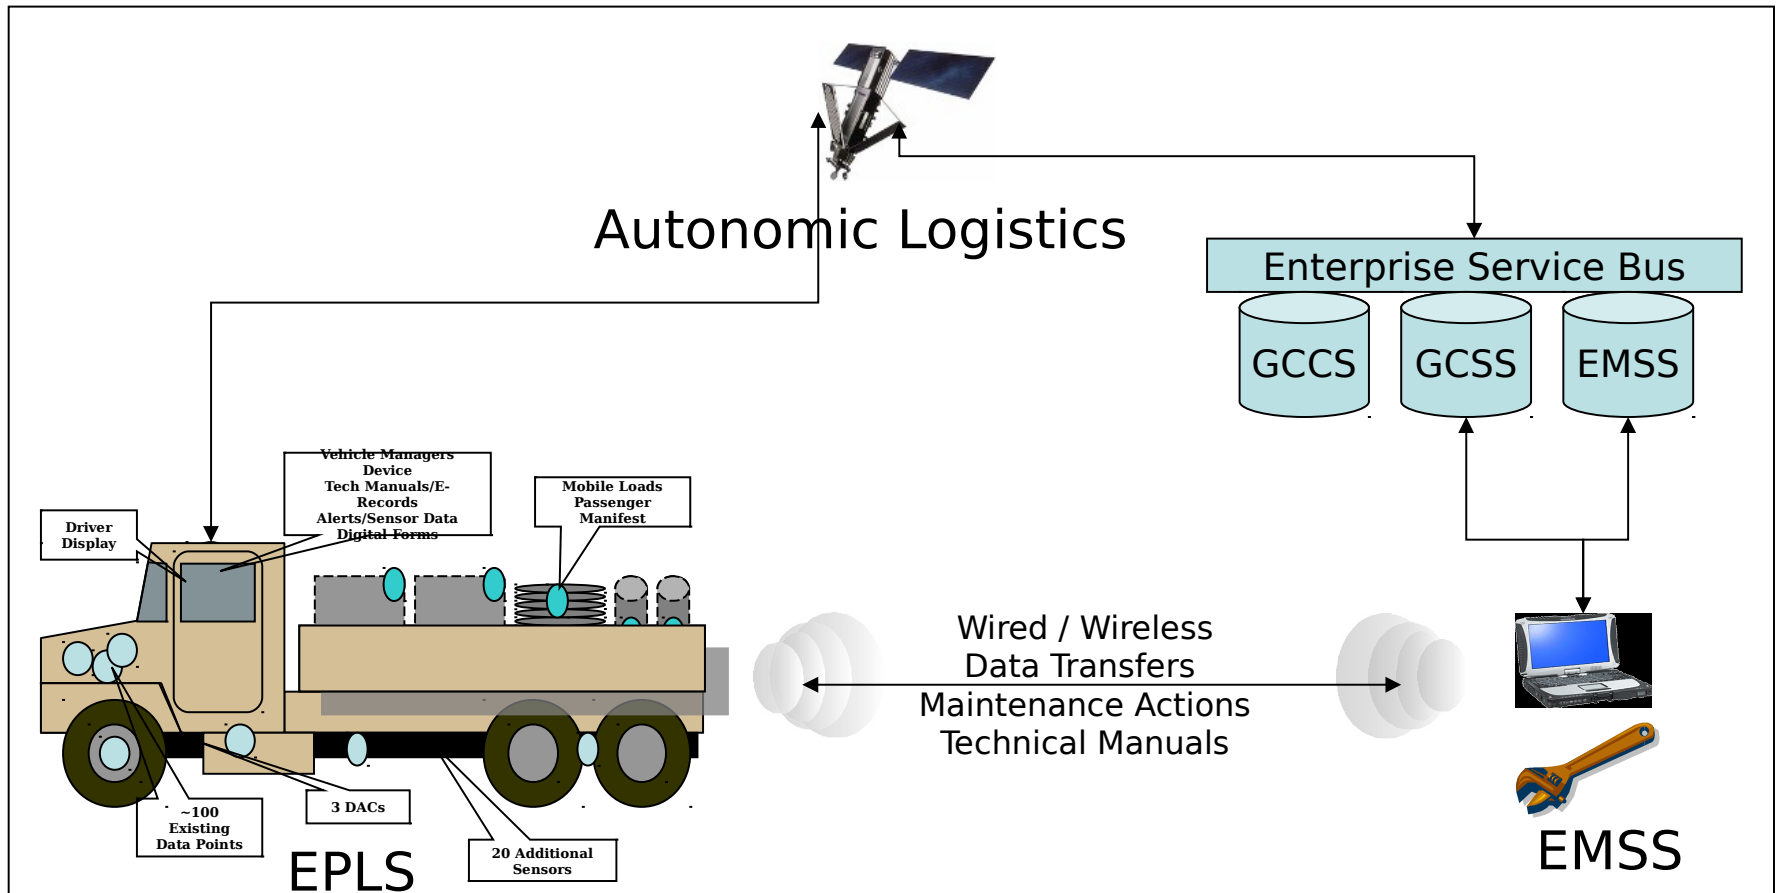 Autonomic Logistics
Enterprise Service Bus
GCCS
GCSS
EMSS
Vehicle Managers
Device
Tech Manuals/E-
Records
Alerts/Sensor Data
Digital Forms
Mobile Loads
Passenger
Manifest
Driver
Display
Wired / Wireless
Data Transfers
Maintenance Actions
Technical Manuals
~100
Existing
Data Points
3 DACs
20 Additional
Sensors
EPLS
EMSS